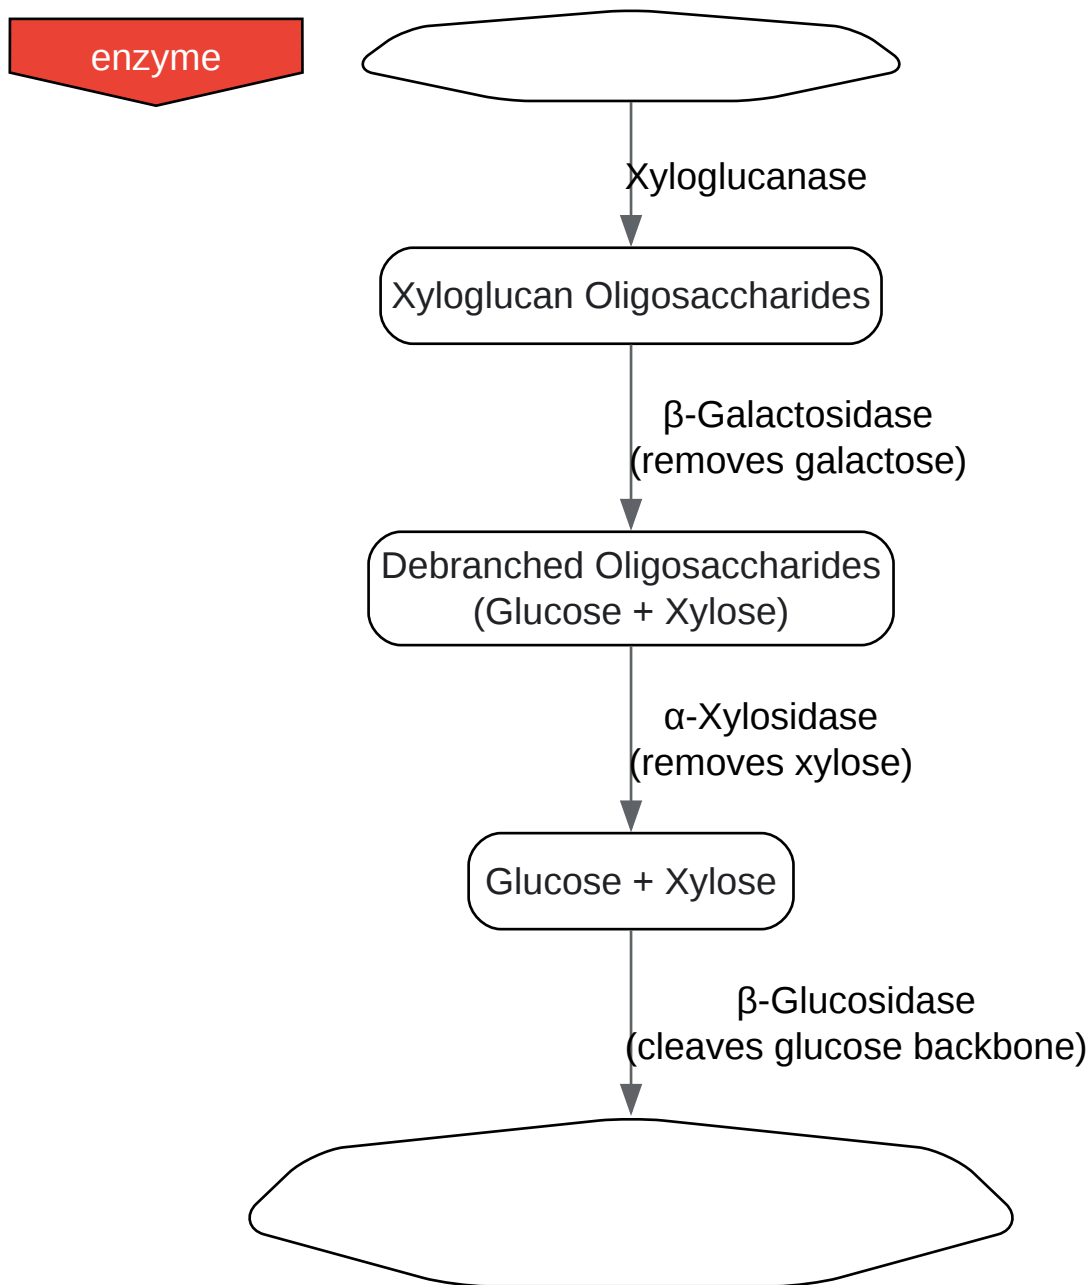 enzyme
Xyloglucanase
Xyloglucan Oligosaccharides
β-Galactosidase
(removes galactose)
Debranched Oligosaccharides
(Glucose + Xylose)
α-Xylosidase
(removes xylose)
Glucose + Xylose
β-Glucosidase
(cleaves glucose backbone)